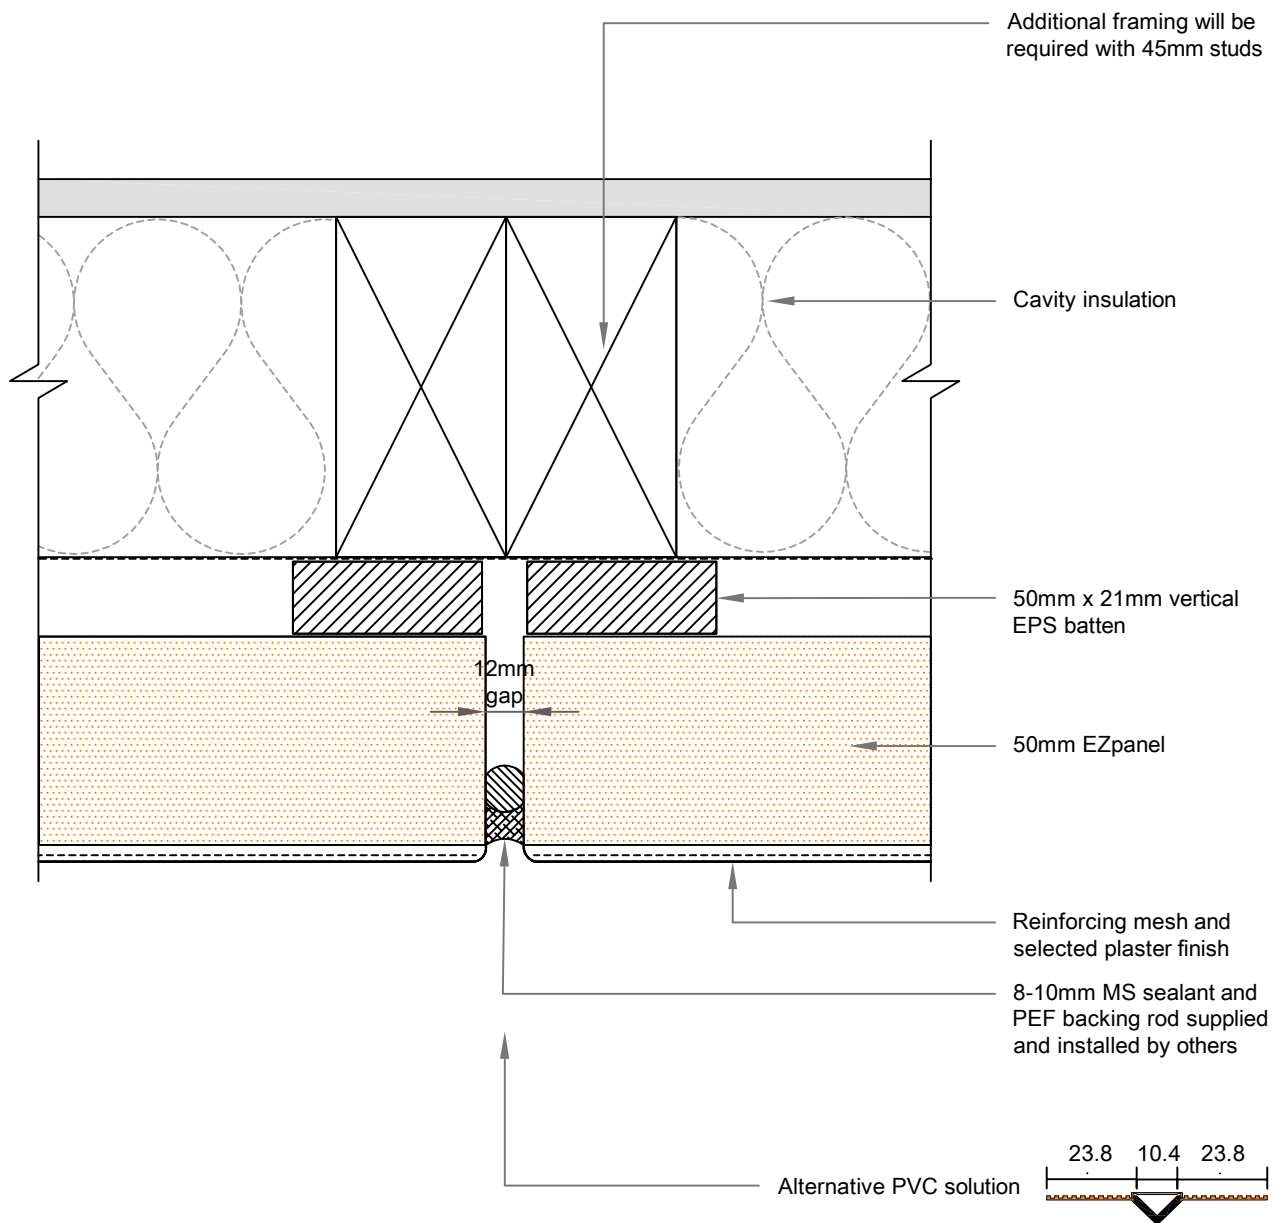 Additional framing will be
required with 45mm studs
Cavity insulation
50mm x 21mm vertical
EPS batten
12mm
gap
50mm EZpanel
Reinforcing mesh and
selected plaster finish
8-10mm MS sealant and
PEF backing rod supplied
and installed by others
23.8 10.4 23.8
Alternative PVC solution